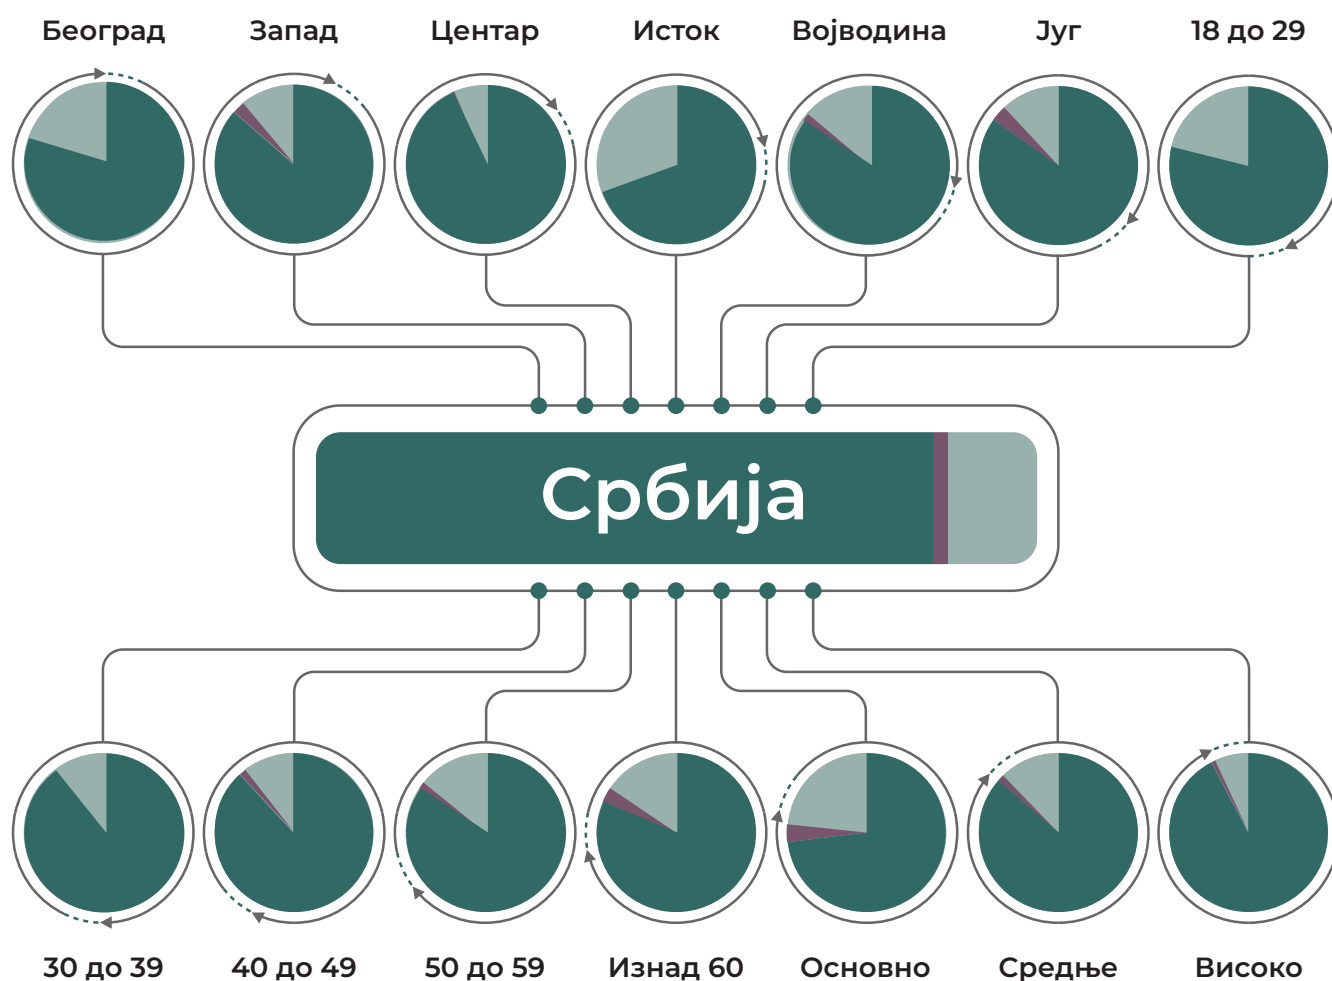 Београд
Запад
Центар
Исток
Војводина
Југ
18 до 29
Србија
30 до 39
40 до 49
50 до 59
Изнад 60
Основно
Средње
Високо